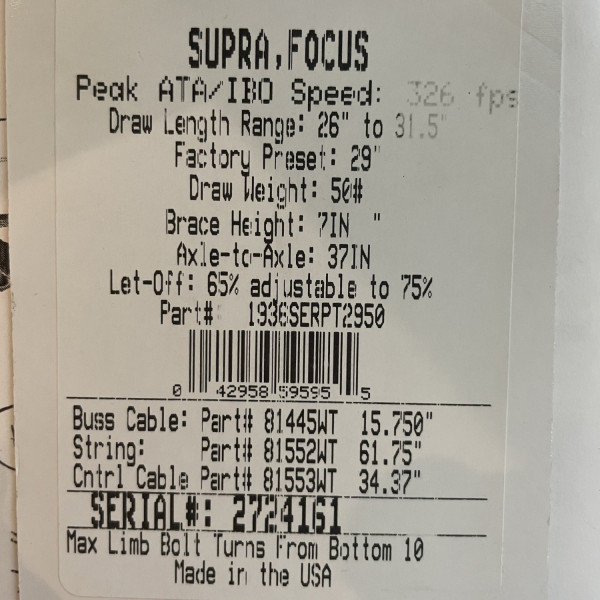 SUPRA, FOCUS
Peak ATA/IBO Speed: 326 fps
Draw Length Range: 26" to 31.5"
Factory Preset: 29"
Draw Weight: 50#
Brace Height: 7IN "
Axle-to-Axle: 37IN
Let-Off: 65% adjustable to 75%
Part#: 1936SERPT2950
0 42958 59595 5
Buss Cable: Part# 81445WT 15.750"
String: Part# 81552WT 61.75"
Cntrl Cable Part# 81553WT 34.37"
SERIAL#: 2724161
Max Limb Bolt Turns From Bottom 10
Made in the USA